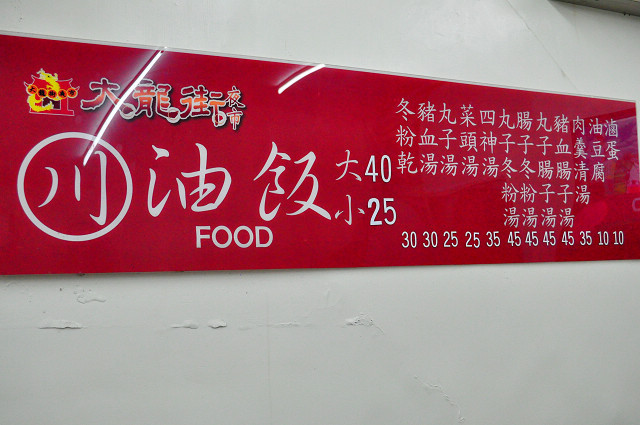 大龍街夜市
川 油飯
FOOD
大40
小25
冬粉乾 30
豬血湯 30
丸子湯 25
菜頭湯 25
四神湯 35
丸子冬粉湯 45
腸子冬粉湯 45
丸子腸子湯 45
豬血腸子湯 45
肉羹清湯 35
油豆腐 10
滷蛋 10